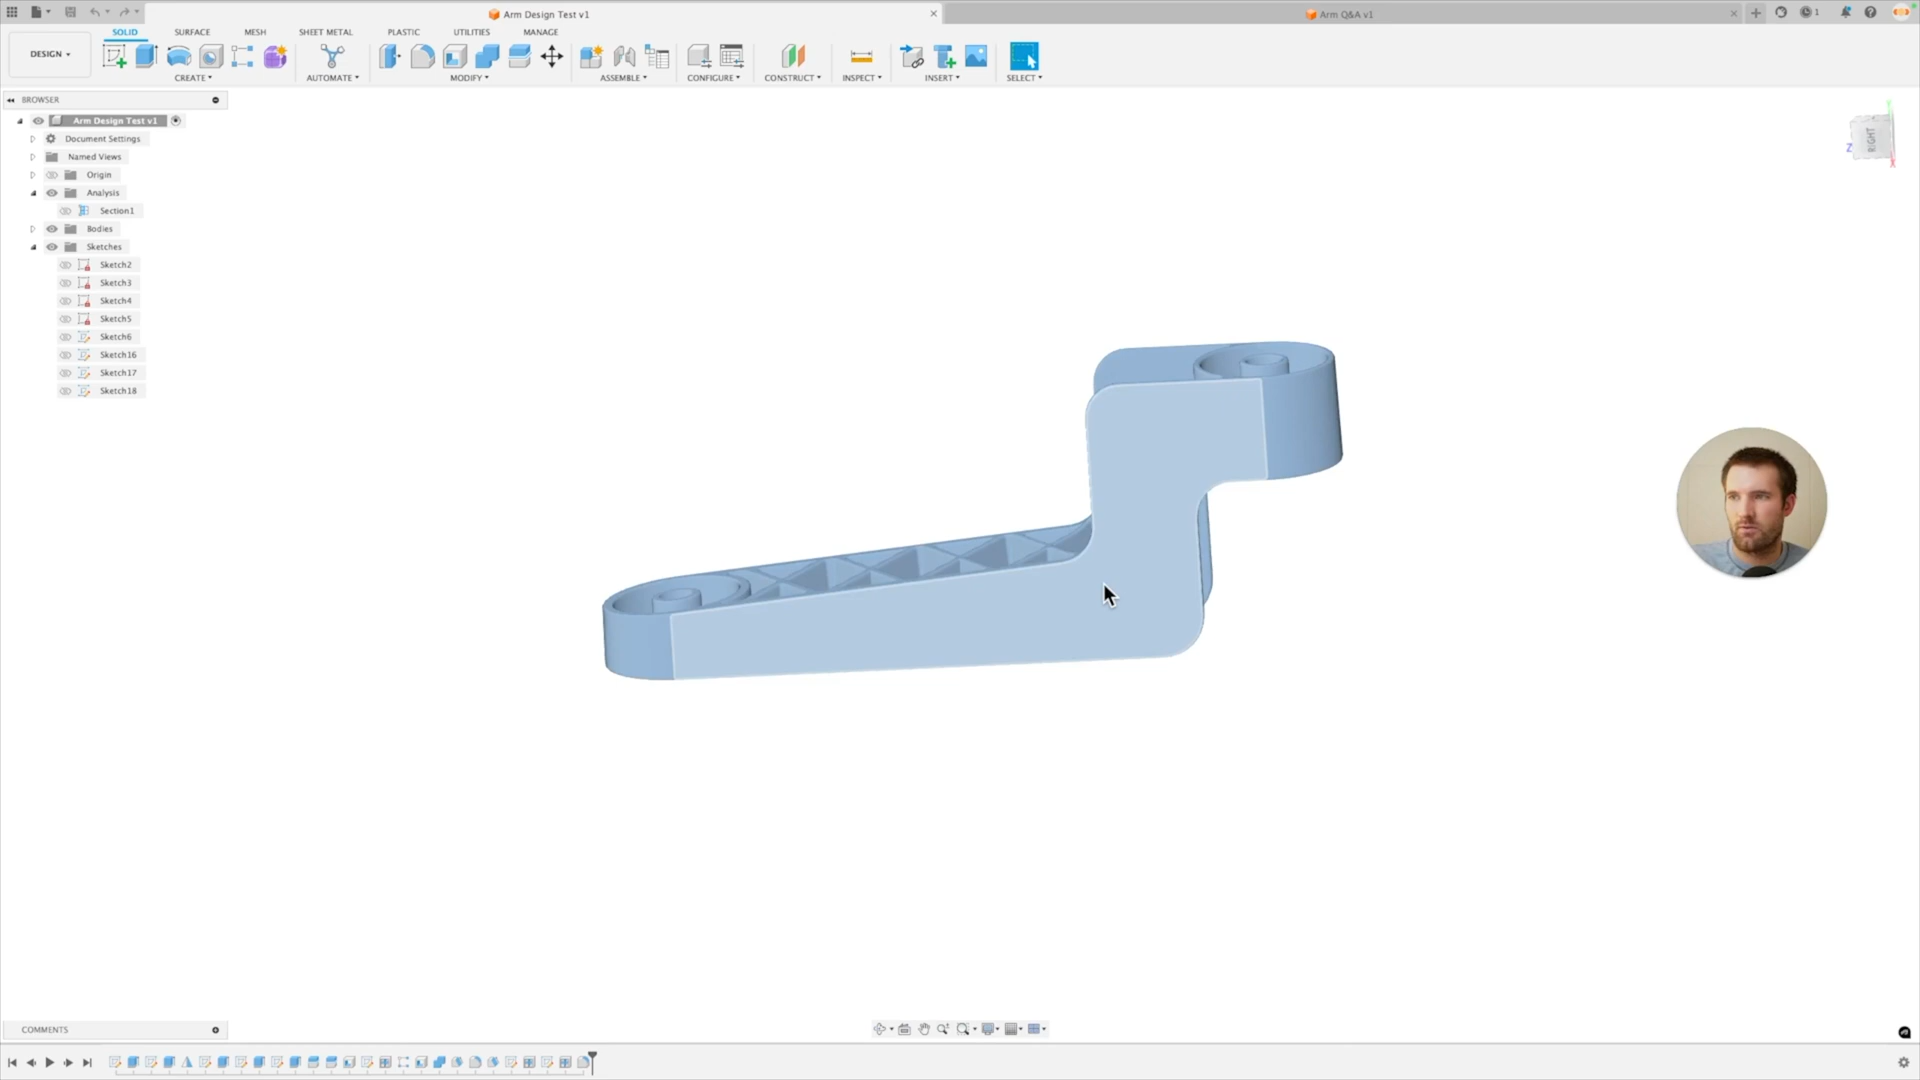 Arm Design Test v1
Arm Q&A v1
1
DESIGN
SOLID
SURFACE
MESH
SHEET METAL
PLASTIC
UTILITIES
MANAGE
CREATE
AUTOMATE
MODIFY
ASSEMBLE
CONFIGURE
CONSTRUCT
INSPECT
INSERT
SELECT
BROWSER
Arm Design Test v1
Document Settings
Named Views
Origin
Analysis
Section1
Bodies
Sketches
Sketch2
Sketch3
Sketch4
Sketch5
Sketch6
Sketch16
Sketch17
Sketch18
RIGHT
Z
X
COMMENTS